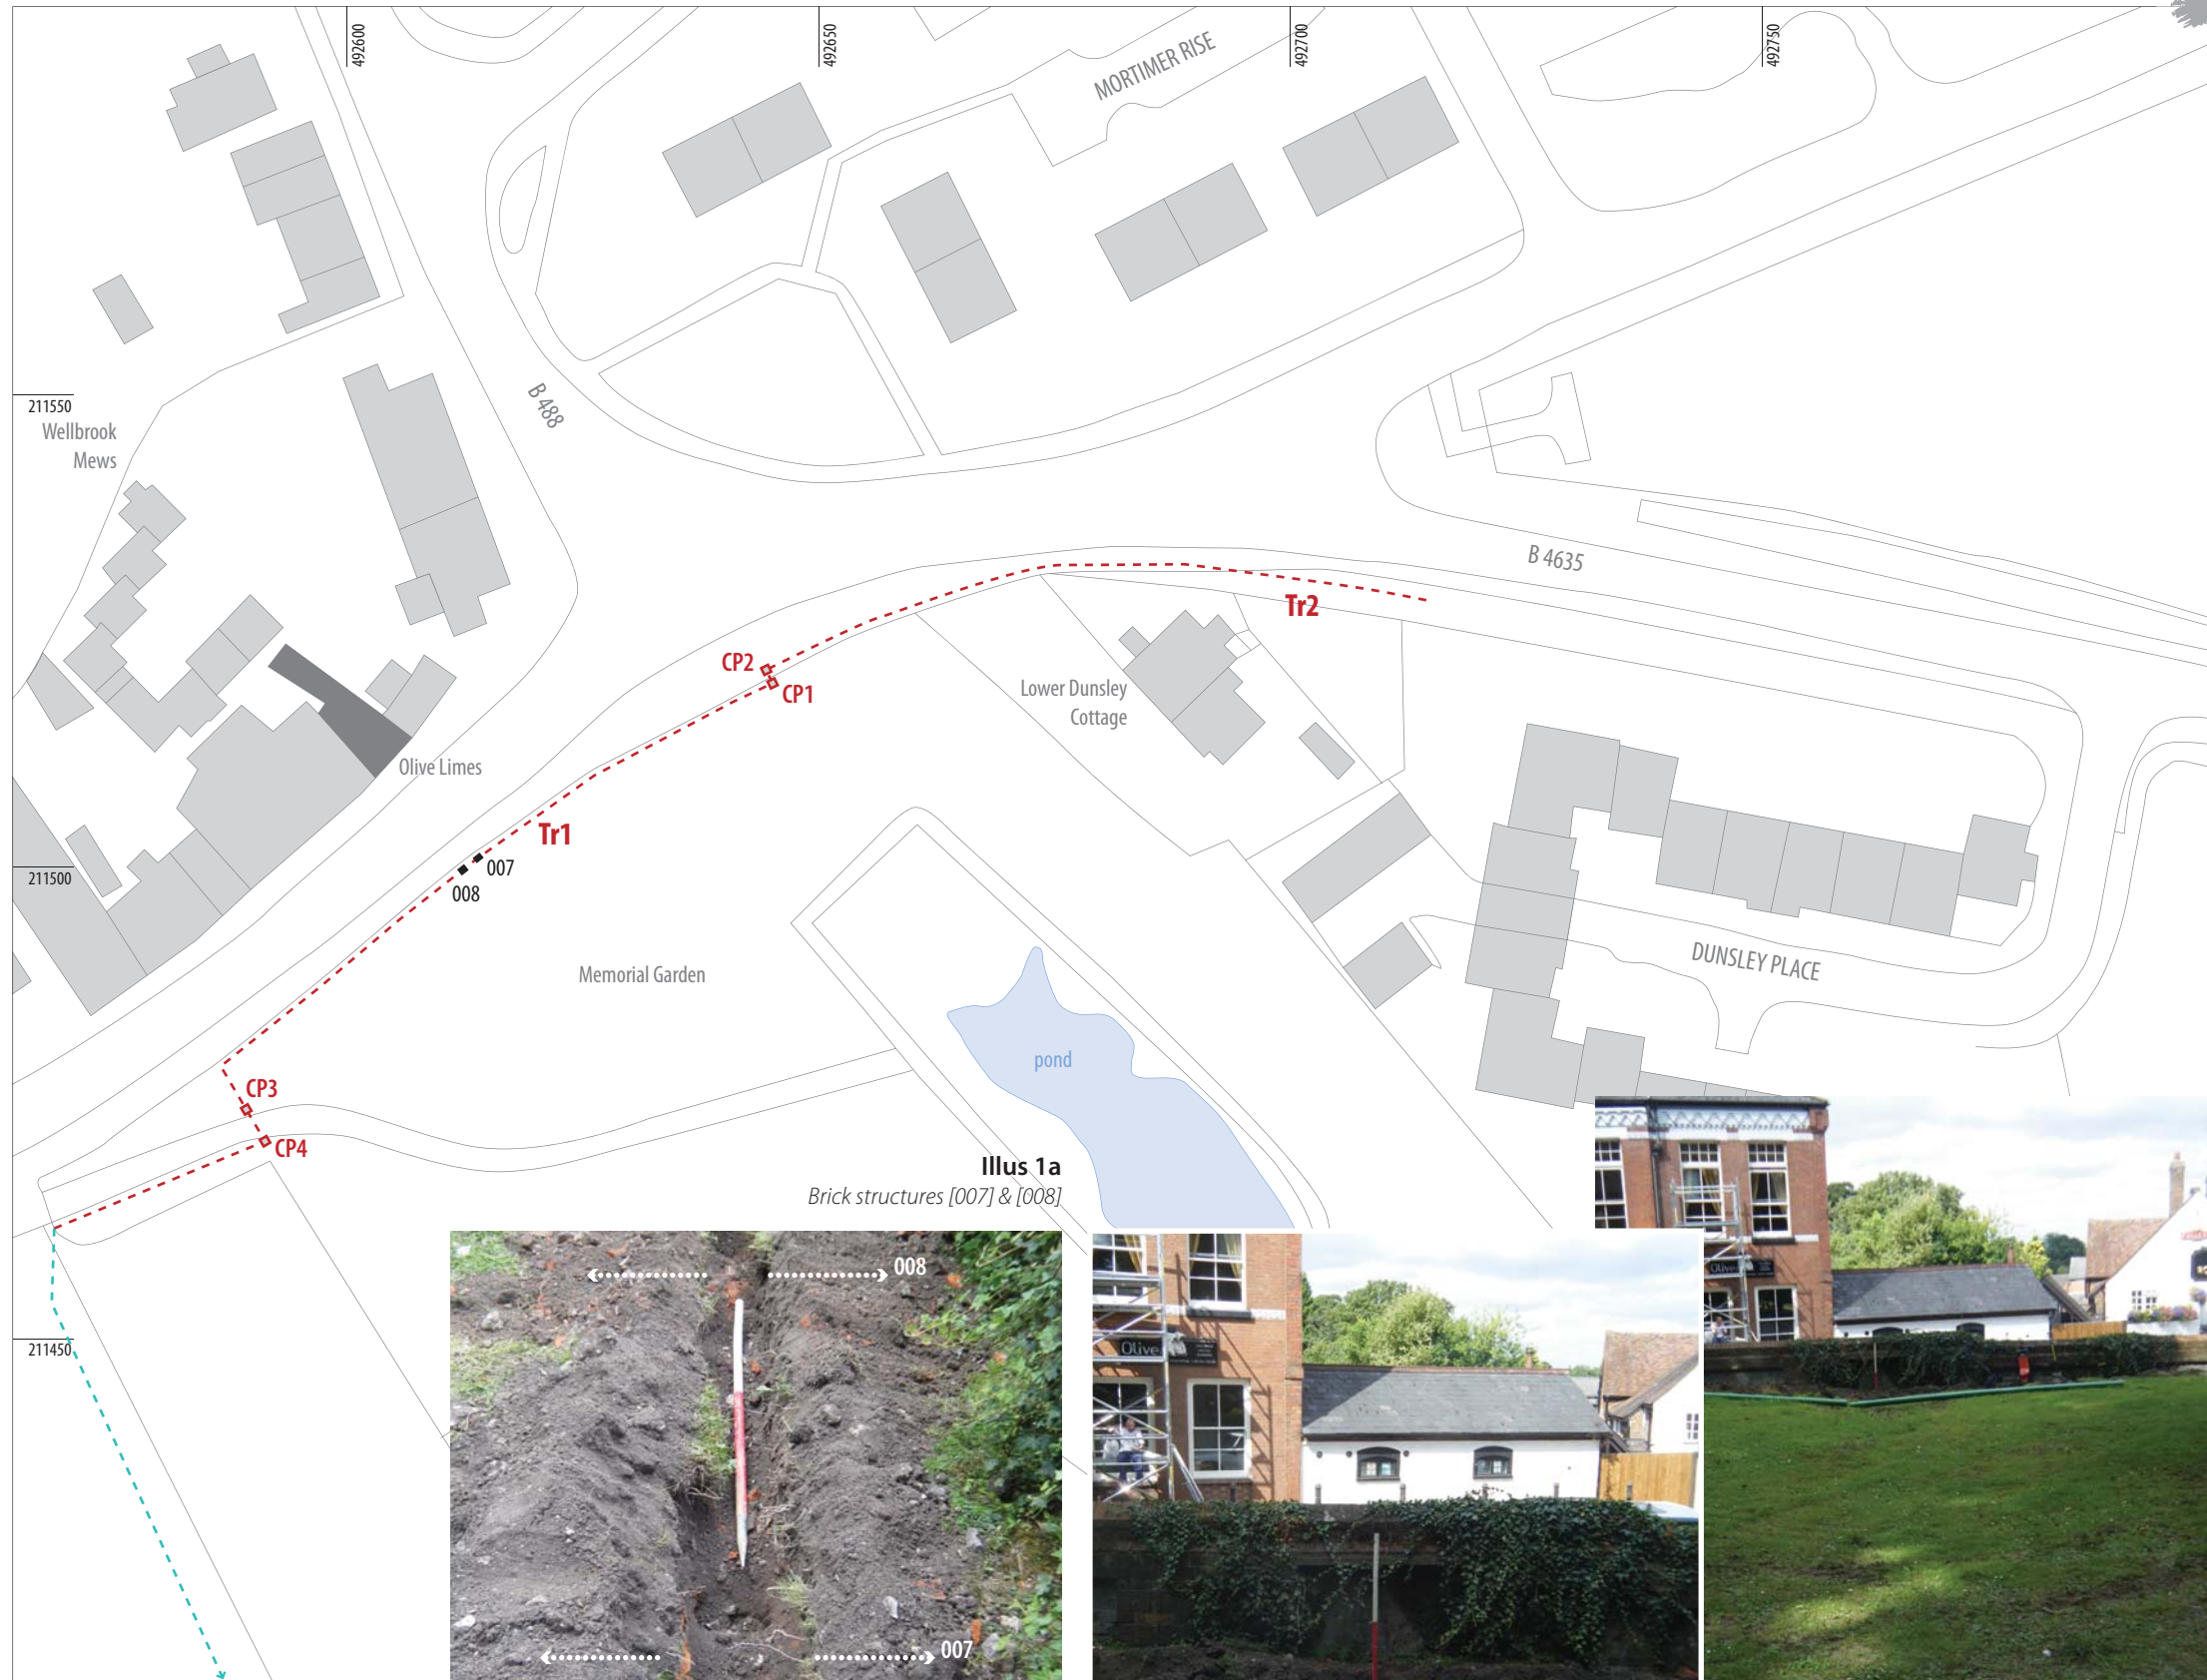 492600
492650
492700
492750
MORTIMER RISE
211550
Wellbrook
Mews
B 488
B 4635
Tr2
CP2
CP1
Lower Dunsley
Cottage
Olive Limes
Tr1
007
008
211500
Memorial Garden
DUNSLEY PLACE
pond
CP3
CP4
Illus 1a
Brick structures [007] & [008]
211450
008
007
Olive
Olive